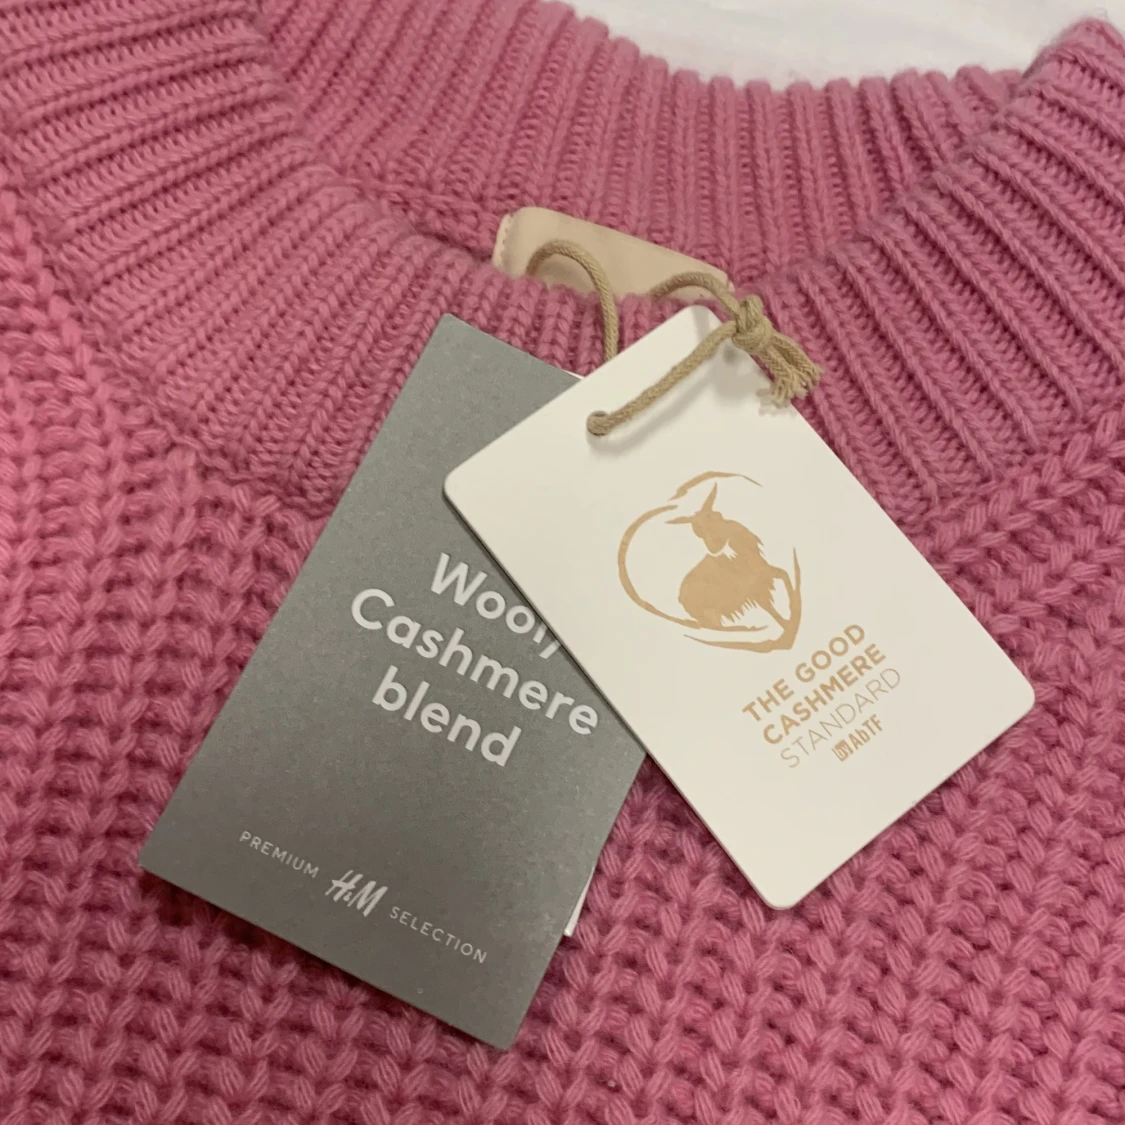 Wool/
Cashmere
blend
PREMIUM H&M SELECTION
THE GOOD
CASHMERE
STANDARD
AbTF